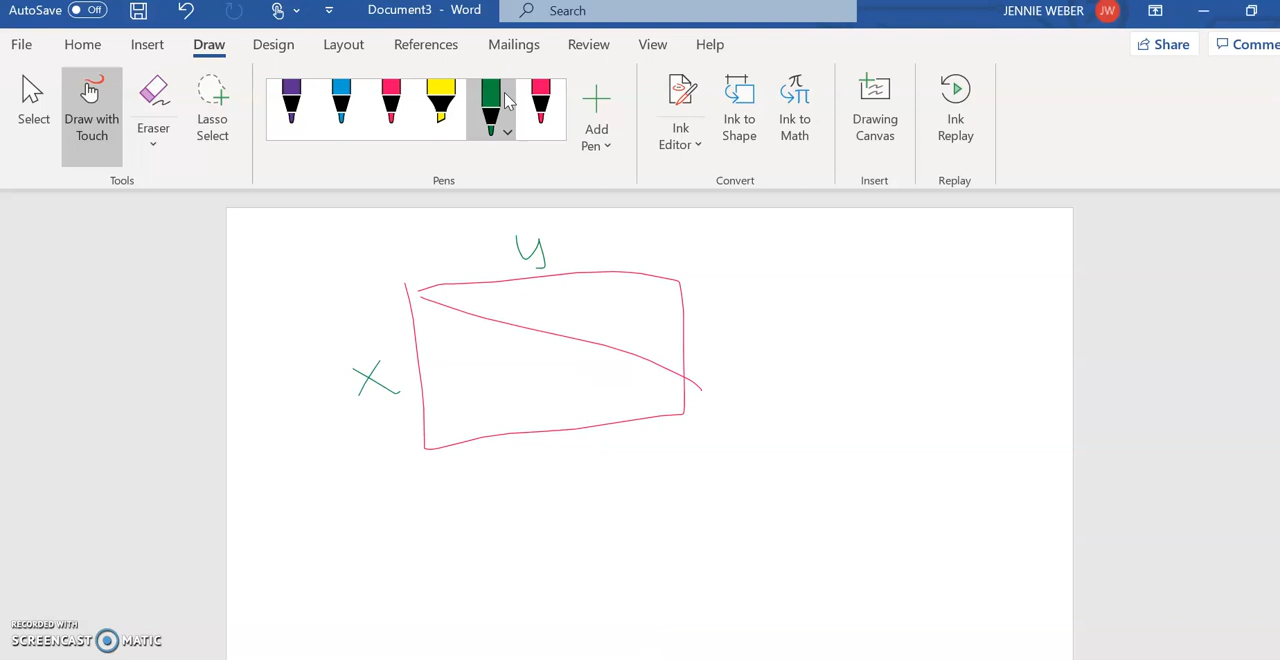 AutoSave Off Document3 - Word Search JENNIE WEBER JW
File Home Insert Draw Design Layout References Mailings Review View Help Share Comme
Select
Draw with Touch
Eraser
Lasso Select
Add Pen
Ink Editor
Ink to Shape
Ink to Math
Drawing Canvas
Ink Replay
Tools Pens Convert Insert Replay
y
x
RECORDED WITH
SCREENCAST MATIC